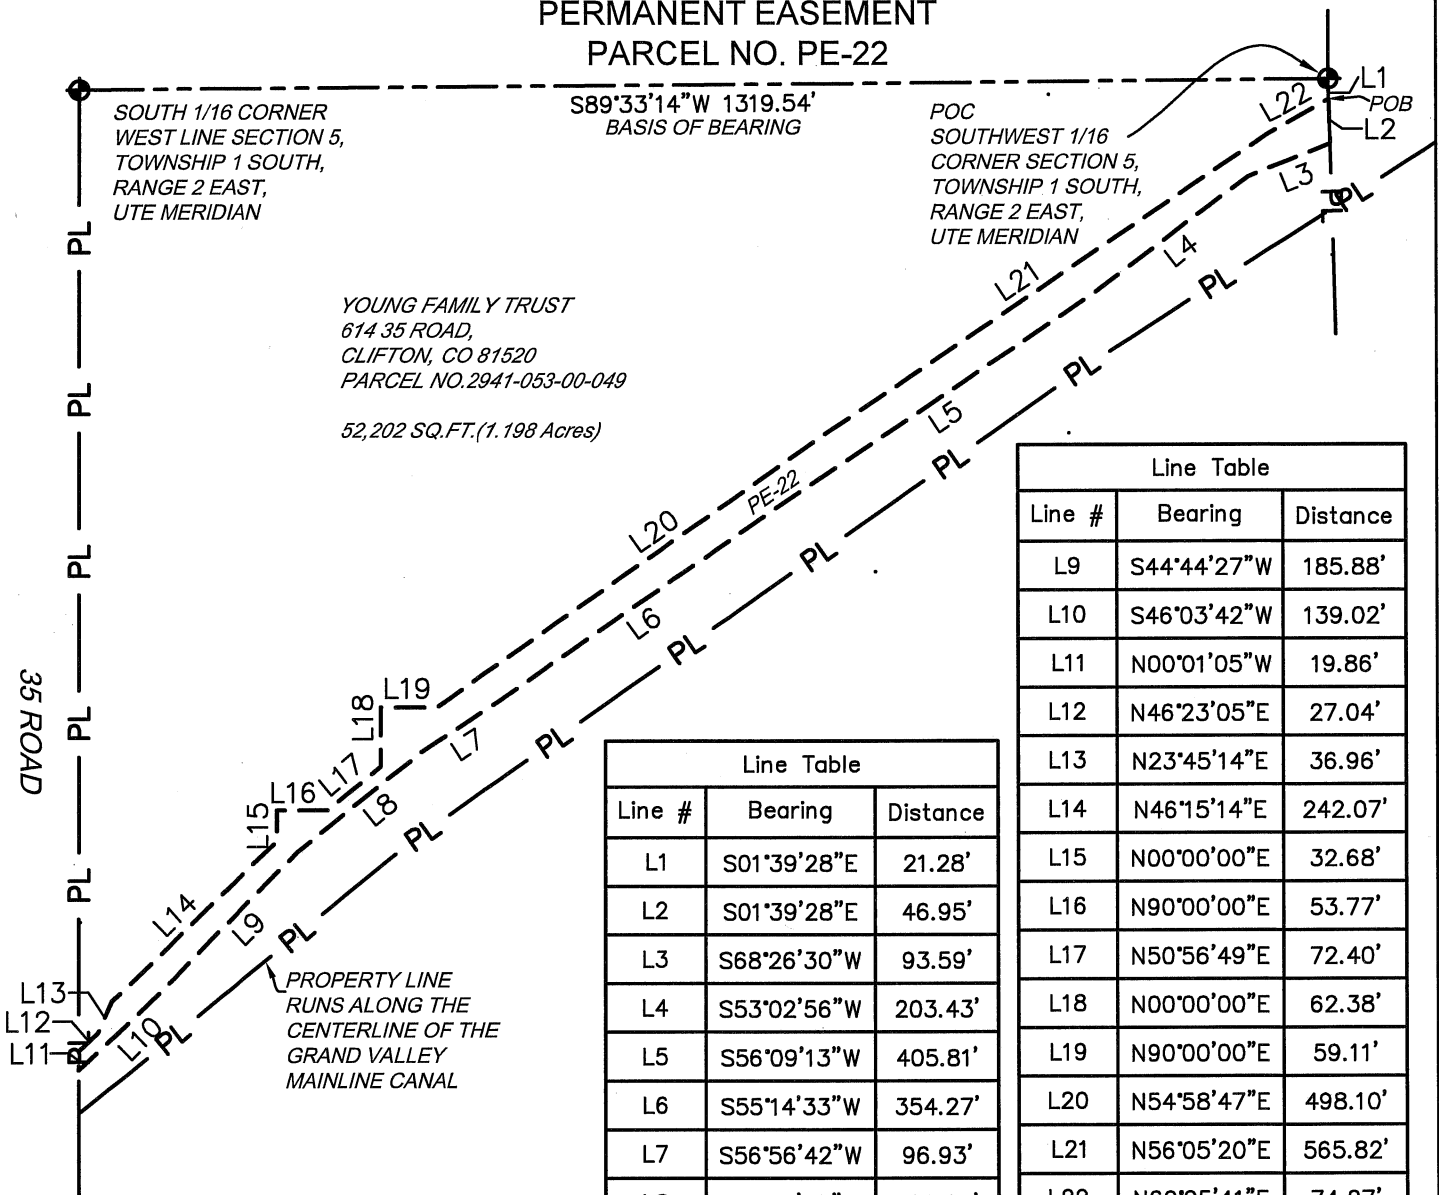 PERMANENT EASEMENT
PARCEL NO. PE-22
S89°33'14"W 1319.54'
BASIS OF BEARING
SOUTH 1/16 CORNER
WEST LINE SECTION 5,
TOWNSHIP 1 SOUTH,
RANGE 2 EAST,
UTE MERIDIAN
POC
SOUTHWEST 1/16
CORNER SECTION 5,
TOWNSHIP 1 SOUTH,
RANGE 2 EAST,
UTE MERIDIAN
L22
L1
POB
L2
L3
PL
PL
L4
L21
PL
PL
YOUNG FAMILY TRUST
614 35 ROAD,
CLIFTON, CO 81520
PARCEL NO.2941-053-00-049
52,202 SQ.FT.(1.198 Acres)
PL
PL
L5
PL
PE-22
L20
PL
PL
L6
PL
35 ROAD
PL
L19
L18
L7
PL
L17
L16
L15
L8
PL
PL
L14
L9
PL
PROPERTY LINE
RUNS ALONG THE
CENTERLINE OF THE
GRAND VALLEY
MAINLINE CANAL
L13
L12
L11
L10
PL
PL
Line Table
Line # Bearing Distance
L1 S01°39'28"E 21.28'
L2 S01°39'28"E 46.95'
L3 S68°26'30"W 93.59'
L4 S53°02'56"W 203.43'
L5 S56°09'13"W 405.81'
L6 S55°14'33"W 354.27'
L7 S56°56'42"W 96.93'
Line Table
Line # Bearing Distance
L9 S44°44'27"W 185.88'
L10 S46°03'42"W 139.02'
L11 N00°01'05"W 19.86'
L12 N46°23'05"E 27.04'
L13 N23°45'14"E 36.96'
L14 N46°15'14"E 242.07'
L15 N00°00'00"E 32.68'
L16 N90°00'00"E 53.77'
L17 N50°56'49"E 72.40'
L18 N00°00'00"E 62.38'
L19 N90°00'00"E 59.11'
L20 N54°58'47"E 498.10'
L21 N56°05'20"E 565.82'